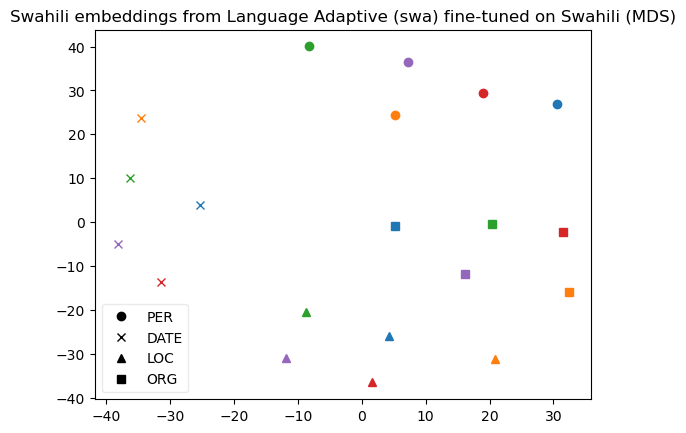 Swahili embeddings from Language Adaptive (swa) fine-tuned on Swahili (MDS)
40
30
20
10
0
−10
−20
−30
−40
PER
DATE
LOC
ORG
−40 −30 −20 −10 0 10 20 30